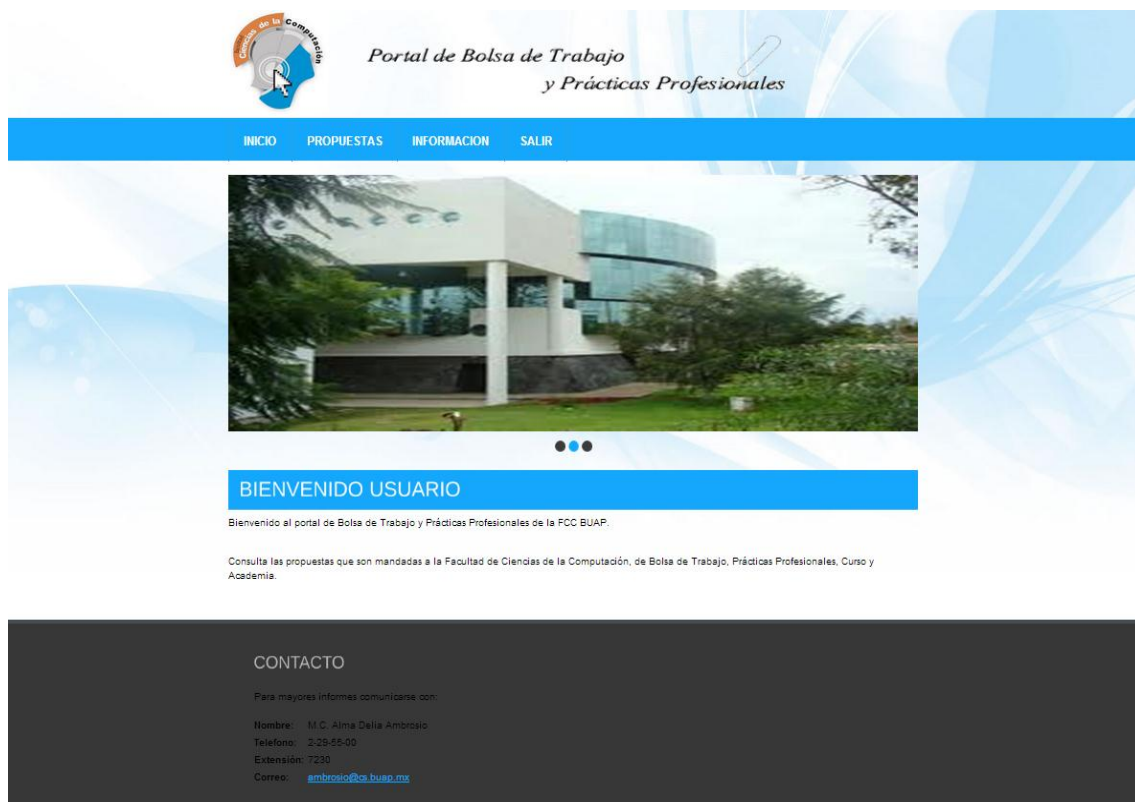 Ciencias de la Computación
Portal de Bolsa de Trabajo
y Prácticas Profesionales
INICIO PROPUESTAS INFORMACION SALIR
BIENVENIDO USUARIO
Bienvenido al portal de Bolsa de Trabajo y Prácticas Profesionales de la FCC BUAP.
Consulta las propuestas que son mandadas a la Facultad de Ciencias de la Computación, de Bolsa de Trabajo, Prácticas Profesionales, Curso y
Academia.
CONTACTO
Para mayores informes comunicarse con:
Nombre: M.C. Alma Delia Ambrosio
Telefono: 2-29-55-00
Extensión: 7230
Correo: ambrosio@cs.buap.mx